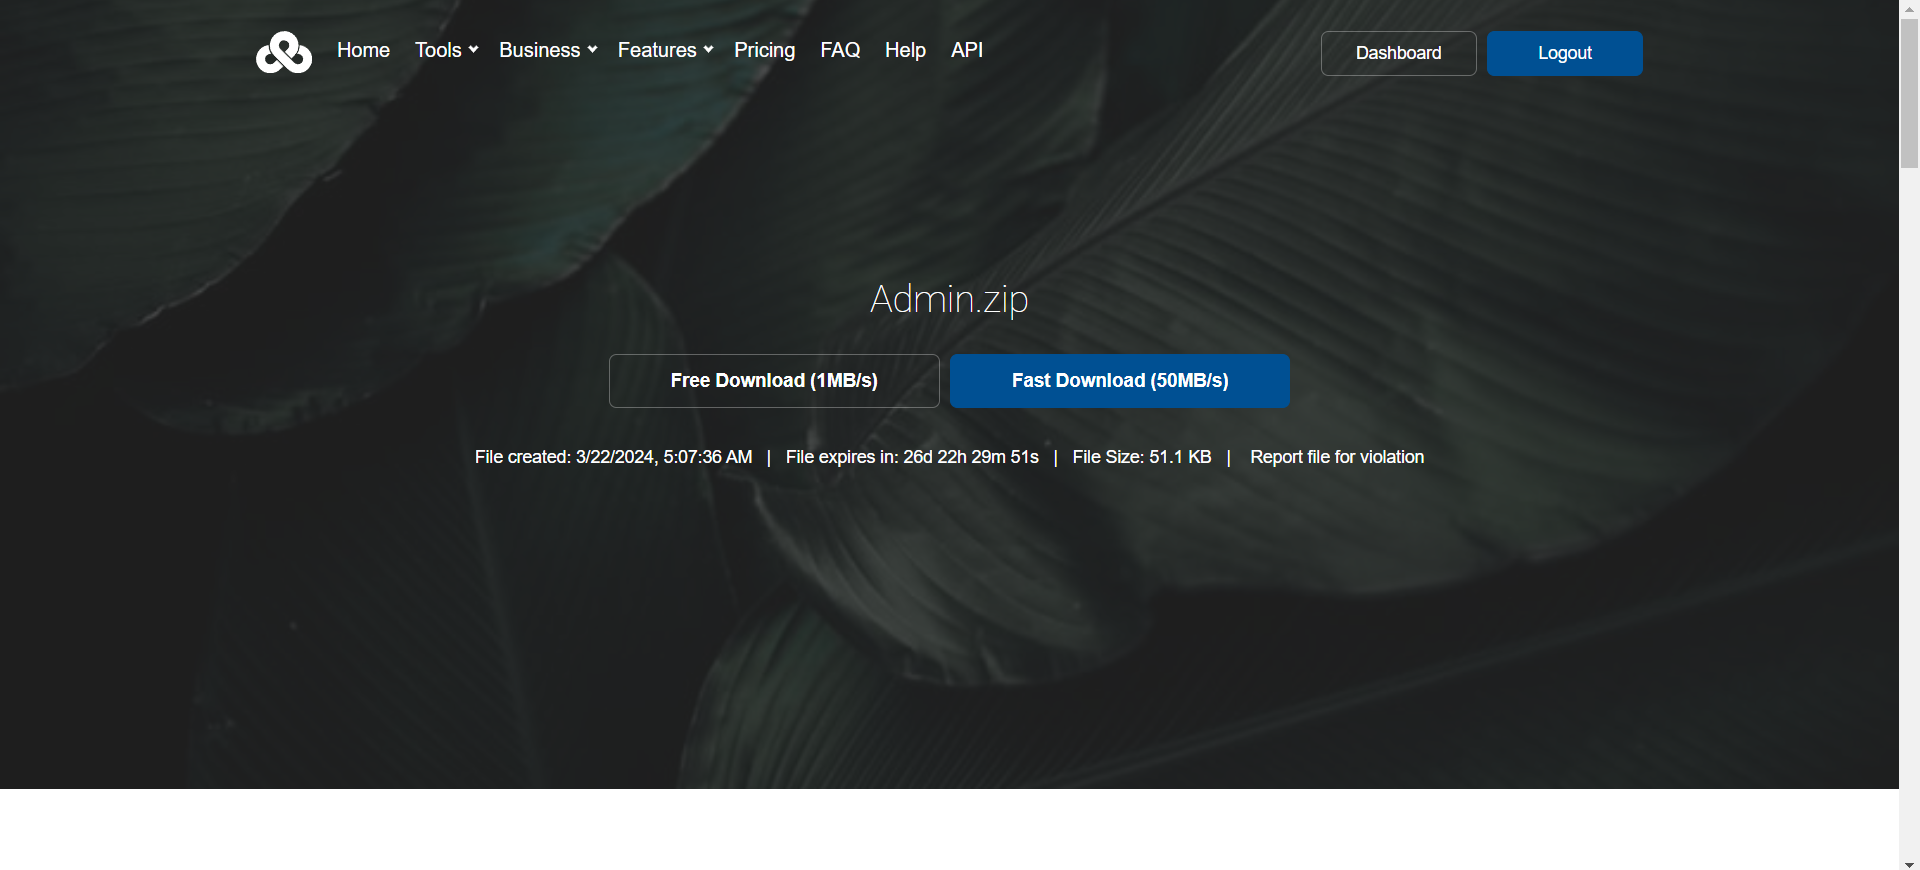 Home Tools Business Features Pricing FAQ Help API Dashboard Logout
Admin.zip
Free Download (1MB/s) Fast Download (50MB/s)
File created: 3/22/2024, 5:07:36 AM | File expires in: 26d 22h 29m 51s | File Size: 51.1 KB | Report file for violation